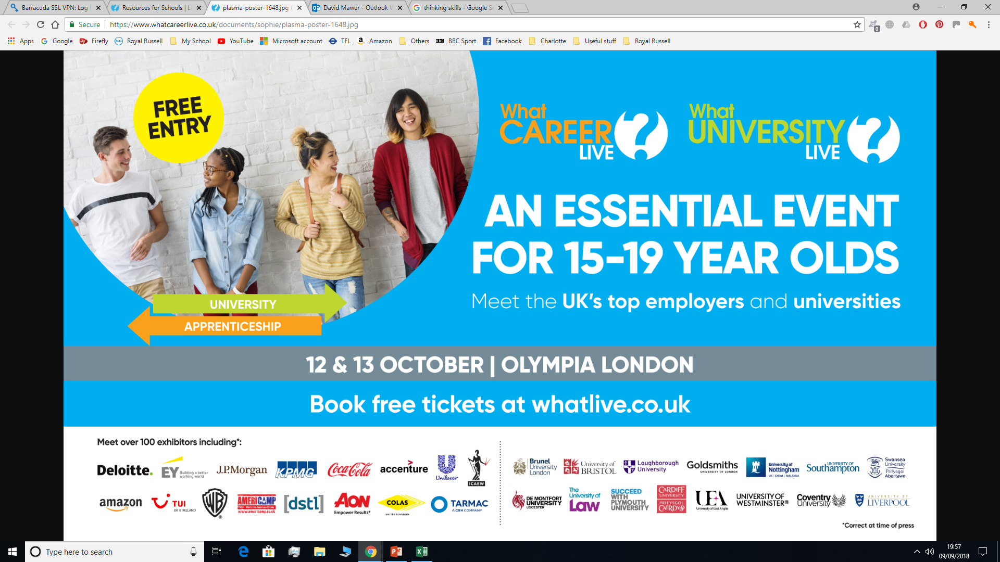 Barracuda SSL VPN: Log
Resources for Schools | Lo
plasma-poster-1648.jpg (
David Mawer - Outlook W
thinking skills - Google Se
Secure
https://www.whatcareerlive.co.uk/documents/sophie/plasma-poster-1648.jpg
0
Apps Google Firefly Royal Russell My School YouTube Microsoft account TFL Amazon Others BBC Sport Facebook Charlotte Useful stuff Royal Russell
FREE
ENTRY
What
CAREER
LIVE
?
What
UNIVERSITY
LIVE
?
AN ESSENTIAL EVENT
FOR 15-19 YEAR OLDS
Meet the UK's top employers and universities
UNIVERSITY
APPRENTICESHIP
12 & 13 OCTOBER | OLYMPIA LONDON
Book free tickets at whatlive.co.uk
Meet over 100 exhibitors including*:
Deloitte.
EY Building a better
working world
J.P.Morgan
KPMG
Coca-Cola
accenture
Unilever
ICAEW
amazon
TUI
UK & IRELAND
WB
AMERICAMP
Work the American Dream
www.americamp.co.uk
[dstl]
AON
Empower Results®
COLAS
UNITED KINGDOM
TARMAC
A CRH COMPANY
Brunel
University
London
University of
BRISTOL
Loughborough
University
Goldsmiths
UNIVERSITY OF LONDON
University of
Nottingham
UK | CHINA | MALAYSIA
UNIVERSITY OF
Southampton
Swansea
University
Prifysgol
Abertawe
DE MONTFORT
UNIVERSITY
LEICESTER
The
University of
Law
SUCCEED
WITH
PLYMOUTH
UNIVERSITY
CARDIFF
UNIVERSITY
PRIFYSGOL
CAERDYDD
UEA
University of East Anglia
UNIVERSITY OF
WESTMINSTER
Coventry
University
UNIVERSITY OF
LIVERPOOL
*Correct at time of press
Type here to search
19:57
09/09/2018